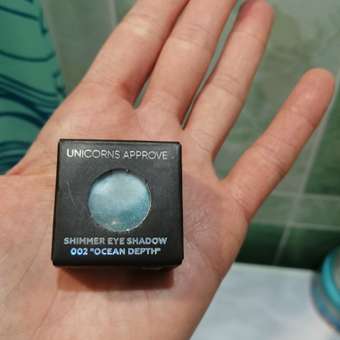 UNICORNS APPROVE
SHIMMER EYE SHADOW
002 "OCEAN DEPTH"